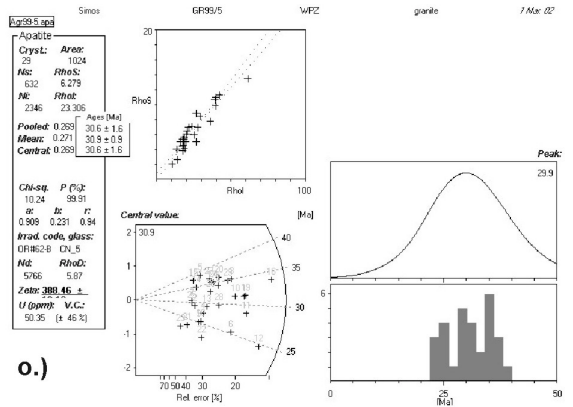 Simos GR99/5 WPZ granite
Agr99-5.apa
Apatite
Cryst.: Area:
29 1024
Ns: RhoS:
632 6.279
Ni: RhoI:
2346 23.306
Ages [Ma]
Pooled: 0.269 30.6 ± 1.6
Mean: 0.271 30.9 ± 0.9
Central: 0.269 30.6 ± 1.6
Chi-sq. P (%):
10.24 99.91
a: b: r:
0.909 0.231 0.94
Irrad. code, glass:
OR#62-B CN_5
Nd: RhoD:
5766 5.87
Zeta: 388.46 ±
U (ppm): V.C.:
50.35 (± 46 %)
20
RhoS
RhoI 100
Central value: [Ma]
30.9
2
1
0
-1
-2
40
35
30
25
70 50 40 30 20
Rel. error [%]
Peak:
29.9
6
4
2
0 25 50
[Ma]
o.)